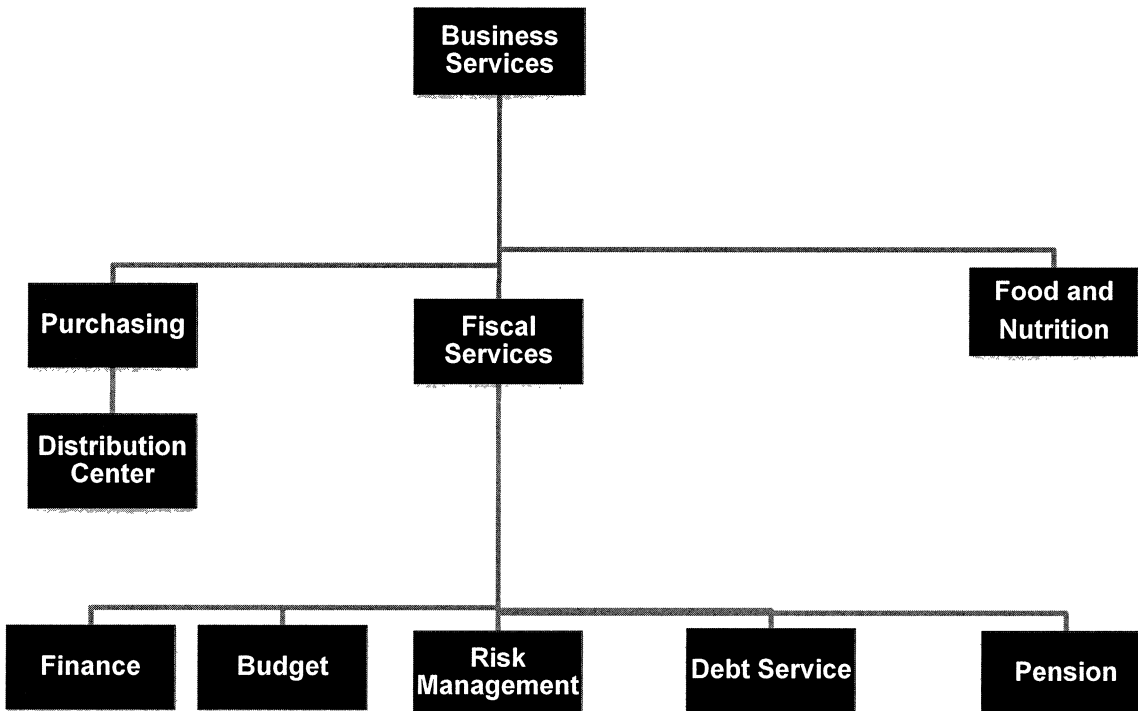 Business
Services
Purchasing
Fiscal
Services
Food and
Nutrition
Distribution
Center
Finance
Budget
Risk
Management
Debt Service
Pension